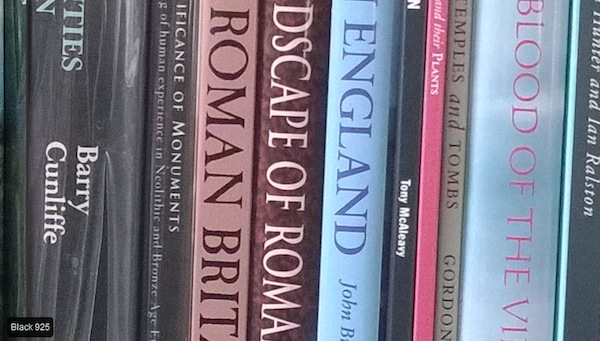 TIES
N
Barry
Cunliffe
IFICANCE OF MONUMENTS
g of human experience in Neolithic and Bronze Age E
ROMAN BRIT
DSCAPE OF ROMA
ENGLAND
John B
N
Tony McAleavy
and their PLANTS
EMPLES and TOMBS
GORDON
BLOOD OF THE VI
Hunter and Ian Ralston
Black 925